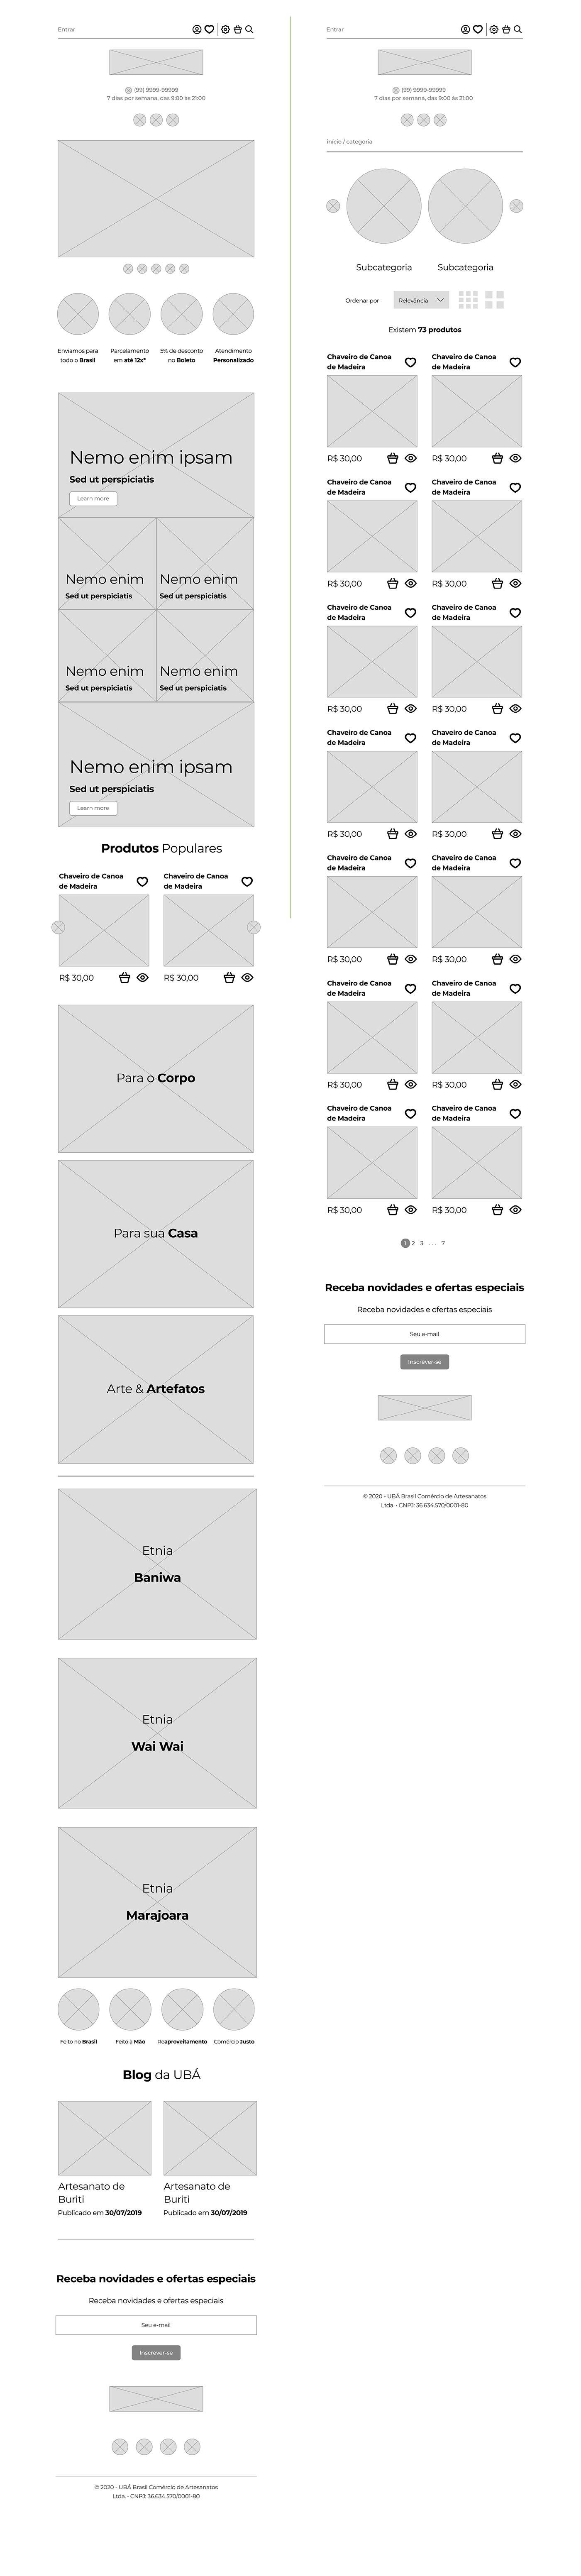 Entrar
(99) 9999-99999
7 dias por semana, das 9:00 às 21:00
Enviamos para
todo o Brasil
Parcelamento
em até 12x*
5% de desconto
no Boleto
Atendimento
Personalizado
Nemo enim ipsam
Sed ut perspiciatis
Learn more
Nemo enim
Sed ut perspiciatis
Nemo enim
Sed ut perspiciatis
Nemo enim
Sed ut perspiciatis
Nemo enim
Sed ut perspiciatis
Nemo enim ipsam
Sed ut perspiciatis
Learn more
Produtos Populares
Chaveiro de Canoa
de Madeira
R$ 30,00
Chaveiro de Canoa
de Madeira
R$ 30,00
Para o Corpo
Para sua Casa
Arte & Artefatos
Etnia
Baniwa
Etnia
Wai Wai
Etnia
Marajoara
Feito no Brasil
Feito à Mão
Reaproveitamento
Comércio Justo
Blog da UBÁ
Artesanato de
Buriti
Publicado em 30/07/2019
Artesanato de
Buriti
Publicado em 30/07/2019
Receba novidades e ofertas especiais
Receba novidades e ofertas especiais
Seu e-mail
Inscrever-se
© 2020 - UBÁ Brasil Comércio de Artesanatos
Ltda. - CNPJ: 36.634.570/0001-80
Entrar
(99) 9999-99999
7 dias por semana, das 9:00 às 21:00
Início / categoria
Subcategoria
Subcategoria
Ordenar por
Relevância
Existem 73 produtos
Chaveiro de Canoa
de Madeira
R$ 30,00
Chaveiro de Canoa
de Madeira
R$ 30,00
Chaveiro de Canoa
de Madeira
R$ 30,00
Chaveiro de Canoa
de Madeira
R$ 30,00
Chaveiro de Canoa
de Madeira
R$ 30,00
Chaveiro de Canoa
de Madeira
R$ 30,00
Chaveiro de Canoa
de Madeira
R$ 30,00
Chaveiro de Canoa
de Madeira
R$ 30,00
Chaveiro de Canoa
de Madeira
R$ 30,00
Chaveiro de Canoa
de Madeira
R$ 30,00
Chaveiro de Canoa
de Madeira
R$ 30,00
Chaveiro de Canoa
de Madeira
R$ 30,00
Chaveiro de Canoa
de Madeira
R$ 30,00
Chaveiro de Canoa
de Madeira
R$ 30,00
1 2 3 ... 7
Receba novidades e ofertas especiais
Receba novidades e ofertas especiais
Seu e-mail
Inscrever-se
© 2020 - UBÁ Brasil Comércio de Artesanatos
Ltda. - CNPJ: 36.634.570/0001-80